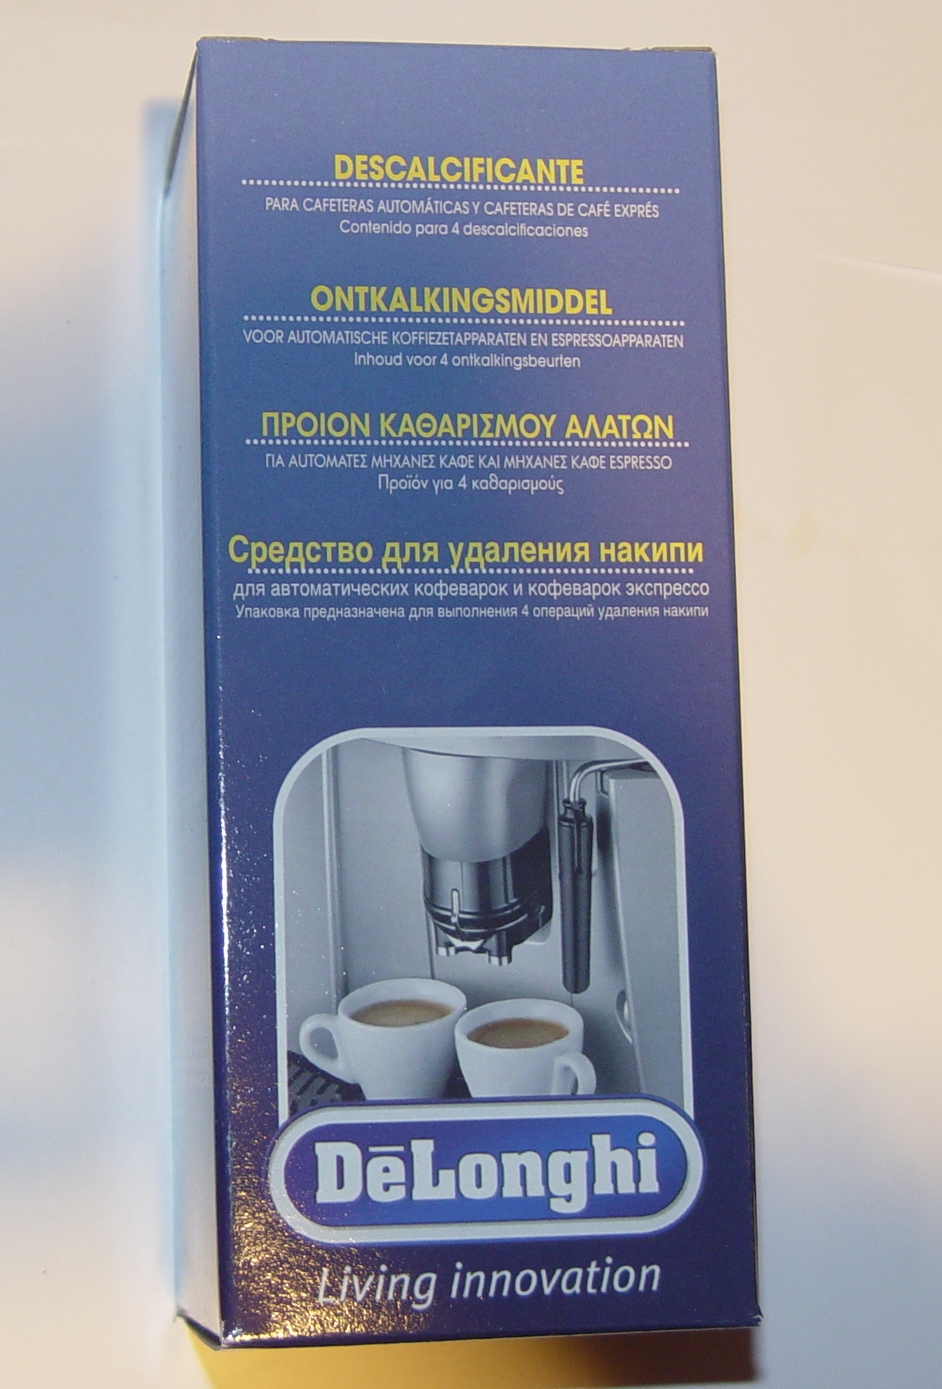 DESCALCIFICANTE
PARA CAFETERAS AUTOMÁTICAS Y CAFETERAS DE CAFÉ EXPRÉS
Contenido para 4 descalcificaciones
ONTKALKINGSMIDDEL
VOOR AUTOMATISCHE KOFFIEZETAPPARATEN EN ESPRESSOAPPARATEN
Inhoud voor 4 ontkalkingsbeurten
ΠΡΟΙΟΝ ΚΑΘΑΡΙΣΜΟΥ ΑΛΑΤΩΝ
ΓΙΑ AUTOMATEΣ ΜΗΧΑΝΕΣ ΚΑΦΕ ΚΑΙ ΜΗΧΑΝΕΣ ΚΑΦΕ ESPRESSO
Προϊόν για 4 καθαρισμούς
Средство для удаления накипи
для автоматических кофеварок и кофеварок экспрессо
Упаковка предназначена для выполнения 4 операций удаления накипи
DēLonghi
Living innovation